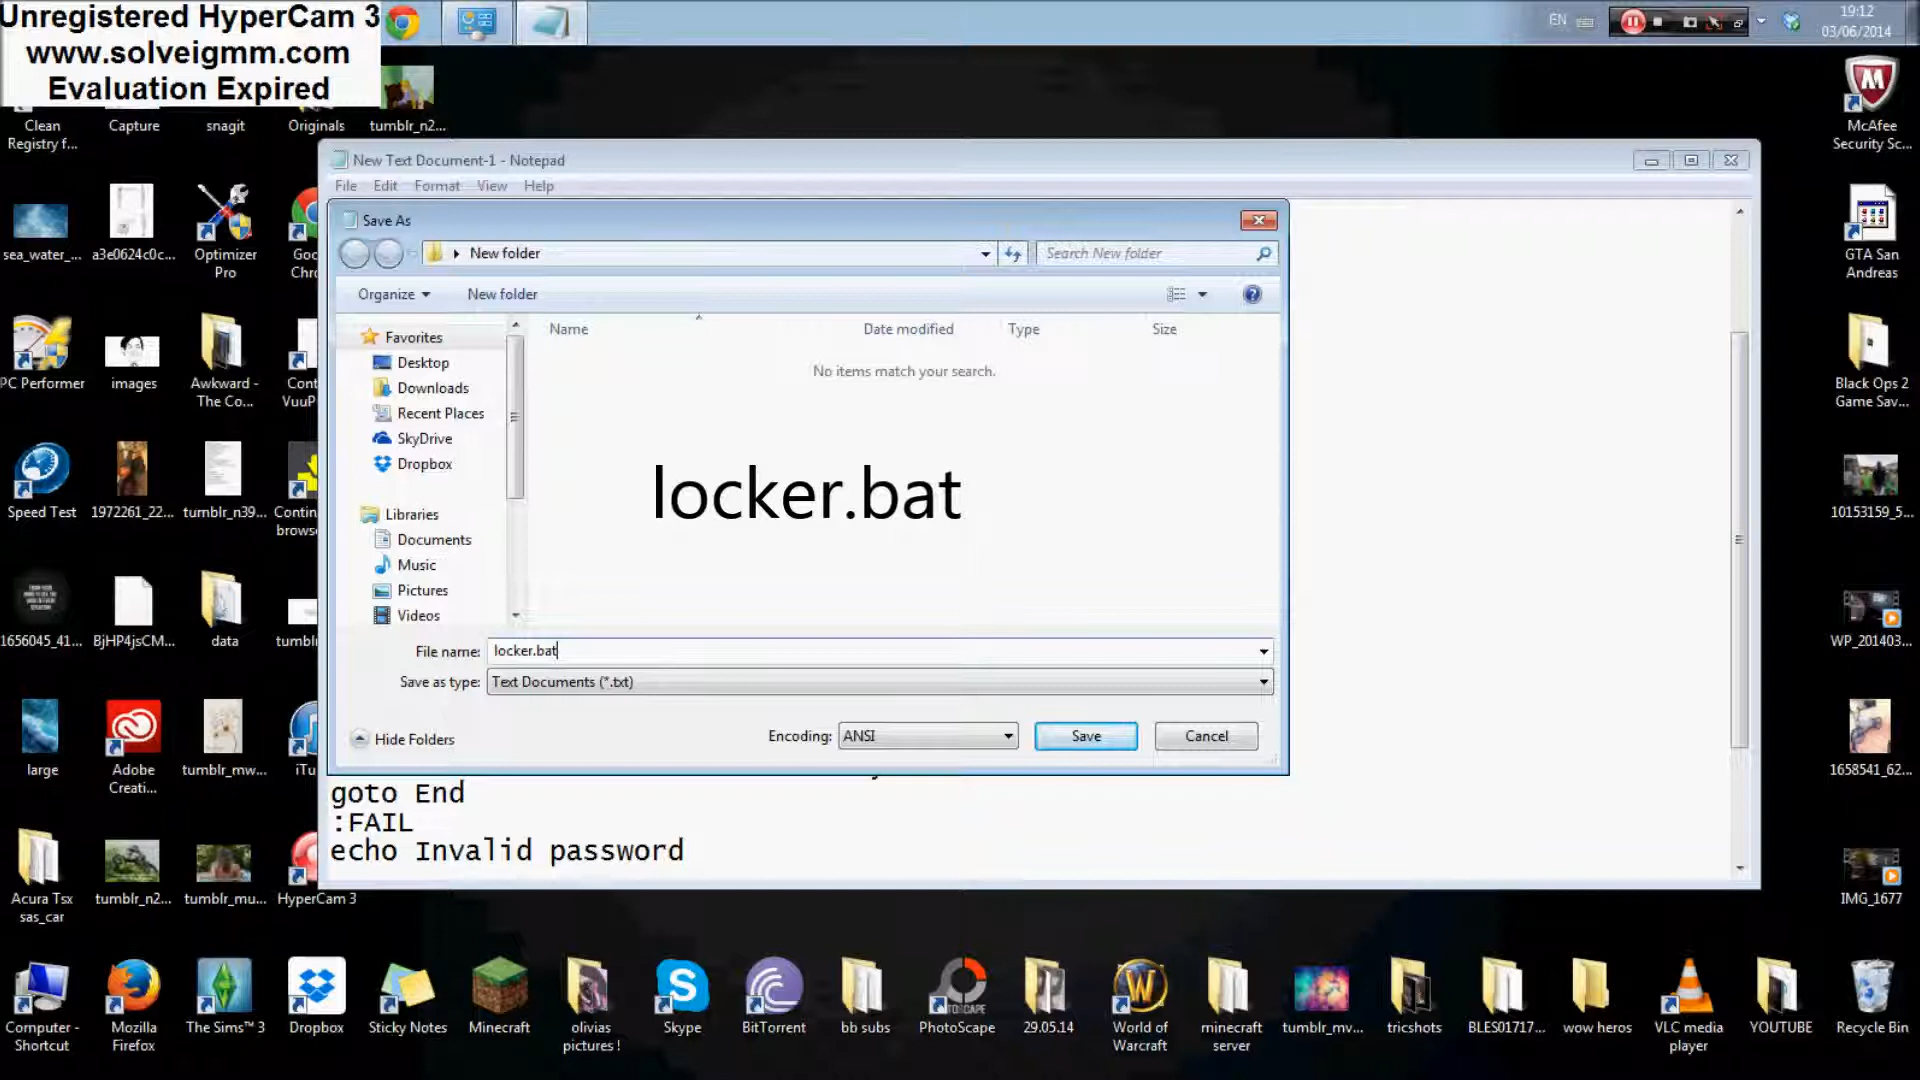 Unregistered HyperCam 3
www.solveigmm.com
Evaluation Expired
EN
19:12
03/06/2014
Clean
Registry f...
Capture
snagit
Originals
tumblr_n2...
McAfee
Security Sc...
New Text Document-1 - Notepad
File Edit Format View Help
Save As
New folder
Search New folder
Organize
New folder
Name
Date modified
Type
Size
No items match your search.
Favorites
Desktop
Downloads
Recent Places
SkyDrive
Dropbox
Libraries
Documents
Music
Pictures
Videos
locker.bat
File name: locker.bat
Save as type: Text Documents (*.txt)
Hide Folders
Encoding: ANSI
Save
Cancel
goto End
:FAIL
echo Invalid password
sea_water_...
a3e0624c0c...
Optimizer
Pro
Goo
Chro
GTA San
Andreas
PC Performer
images
Awkward -
The Co...
Cont
VuuP
Black Ops 2
Game Sav...
Speed Test
1972261_22...
tumblr_n39...
Contin
brows
10153159_5...
1656045_41...
BjHP4jsCM...
data
tumbl
WP_201403...
large
Adobe
Creati...
tumblr_mw...
iTu
1658541_62...
Acura Tsx
sas_car
tumblr_n2...
tumblr_mu...
HyperCam 3
IMG_1677
Computer -
Shortcut
Mozilla
Firefox
The Sims™ 3
Dropbox
Sticky Notes
Minecraft
olivias
pictures !
Skype
BitTorrent
bb subs
PhotoScape
29.05.14
World of
Warcraft
minecraft
server
tumblr_mv...
tricshots
BLES01717...
wow heros
VLC media
player
YOUTUBE
Recycle Bin